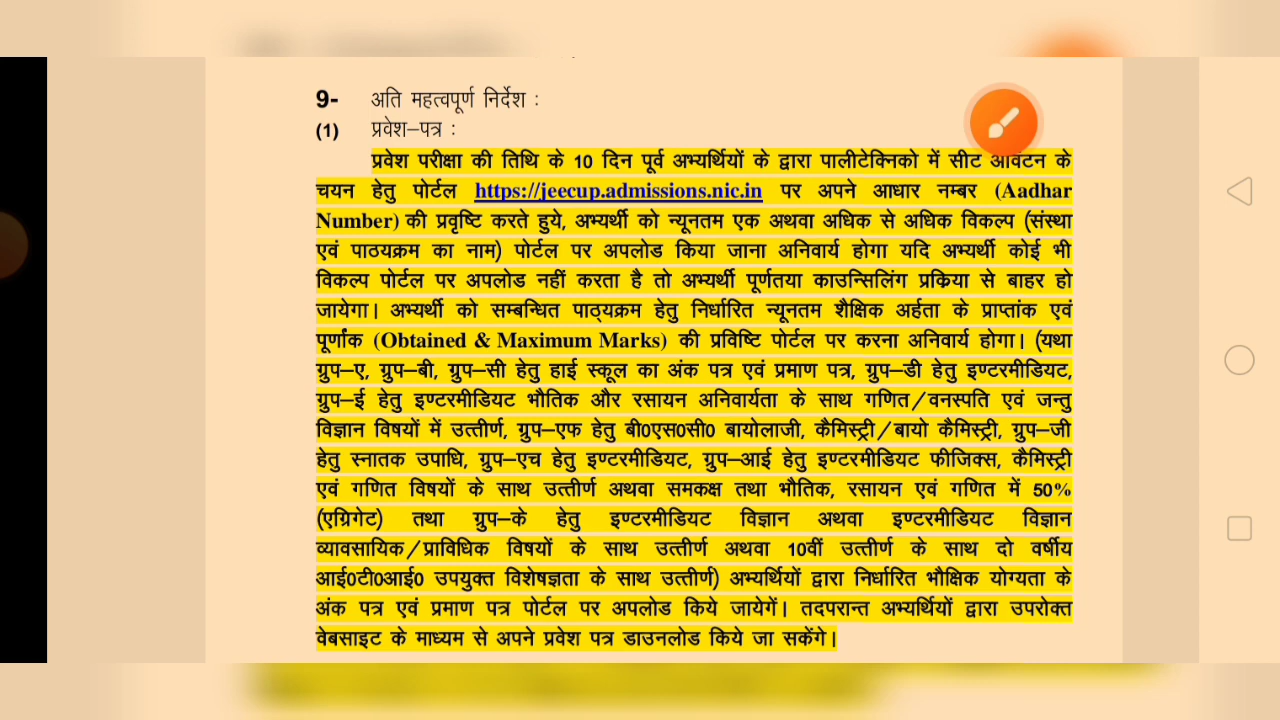 9- अति महत्वपूर्ण निर्देश :
(1) प्रवेश–पत्र :
प्रवेश परीक्षा की तिथि के 10 दिन पूर्व अभ्यर्थियों के द्वारा पालीटेक्निको में सीट आवंटन के
चयन हेतु पोर्टल https://jeecup.admissions.nic.in पर अपने आधार नम्बर (Aadhar
Number) की प्रवृष्टि करते हुये, अभ्यर्थी को न्यूनतम एक अथवा अधिक से अधिक विकल्प (संस्था
एवं पाठयक्रम का नाम) पोर्टल पर अपलोड किया जाना अनिवार्य होगा यदि अभ्यर्थी कोई भी
विकल्प पोर्टल पर अपलोड नहीं करता है तो अभ्यर्थी पूर्णतया काउन्सिलिंग प्रकिया से बाहर हो
जायेगा। अभ्यर्थी को सम्बन्धित पाठ्यक्रम हेतु निर्धारित न्यूनतम शैक्षिक अर्हता के प्राप्तांक एवं
पूर्णांक (Obtained & Maximum Marks) की प्रविष्टि पोर्टल पर करना अनिवार्य होगा। (यथा
ग्रुप–ए, ग्रुप–बी, ग्रुप–सी हेतु हाई स्कूल का अंक पत्र एवं प्रमाण पत्र, ग्रुप–डी हेतु इण्टरमीडियट,
ग्रुप–ई हेतु इण्टरमीडियट भौतिक और रसायन अनिवार्यता के साथ गणित/वनस्पति एवं जन्तु
विज्ञान विषयों में उत्तीर्ण, ग्रुप–एफ हेतु बी0एस0सी0 बायोलाजी, कैमिस्ट्री/बायो कैमिस्ट्री, ग्रुप–जी
हेतु स्नातक उपाधि, ग्रुप–एच हेतु इण्टरमीडियट, ग्रुप–आई हेतु इण्टरमीडियट फीजिक्स, कैमिस्ट्री
एवं गणित विषयों के साथ उत्तीर्ण अथवा समकक्ष तथा भौतिक, रसायन एवं गणित में 50%
(एग्रिगेट) तथा ग्रुप–के हेतु इण्टरमीडियट विज्ञान अथवा इण्टरमीडियट विज्ञान
व्यावसायिक/प्राविधिक विषयों के साथ उत्तीर्ण अथवा 10वीं उत्तीर्ण के साथ दो वर्षीय
आई0टी0आई0 उपयुक्त विशेषज्ञता के साथ उत्तीर्ण) अभ्यर्थियों द्वारा निर्धारित भौक्षिक योग्यता के
अंक पत्र एवं प्रमाण पत्र पोर्टल पर अपलोड किये जायेगें। तदपरान्त अभ्यर्थियों द्वारा उपरोक्त
वेबसाइट के माध्यम से अपने प्रवेश पत्र डाउनलोड किये जा सकेंगे।